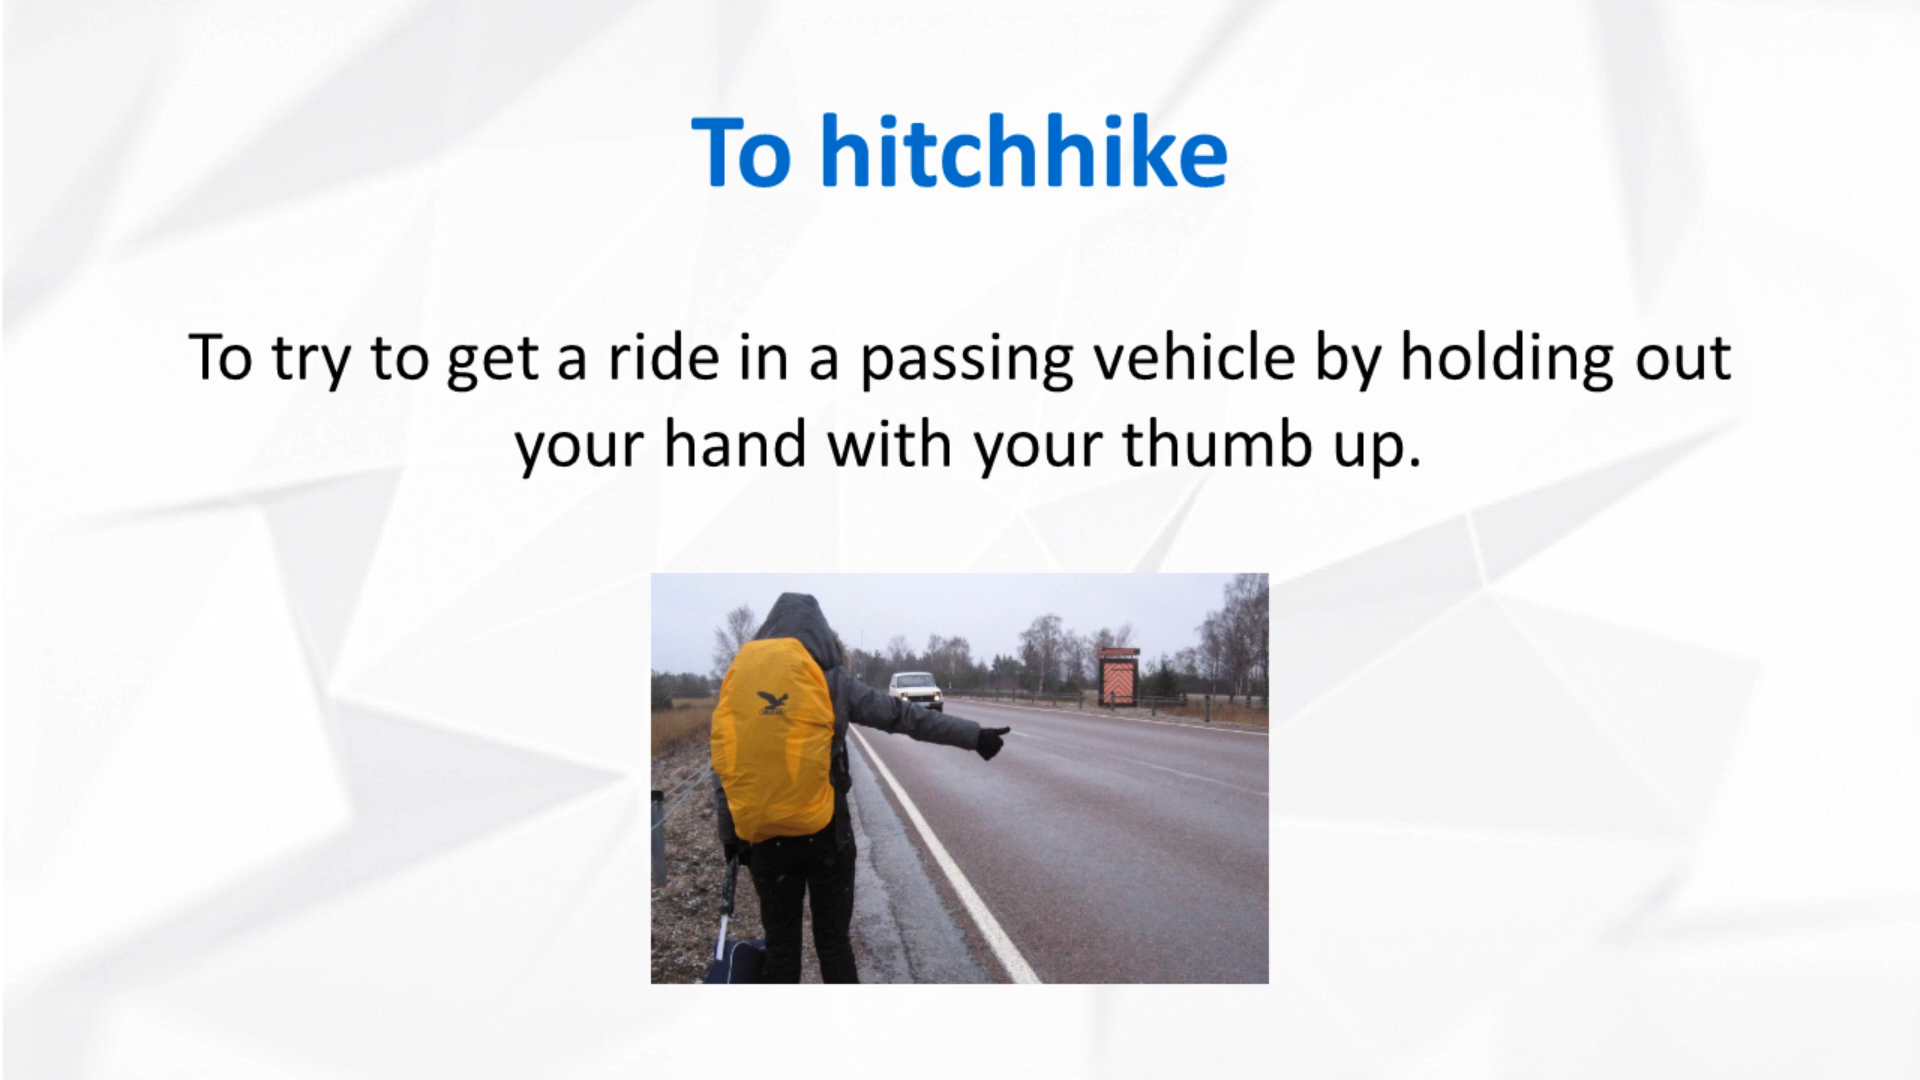 To hitchhike
To try to get a ride in a passing vehicle by holding out
your hand with your thumb up.